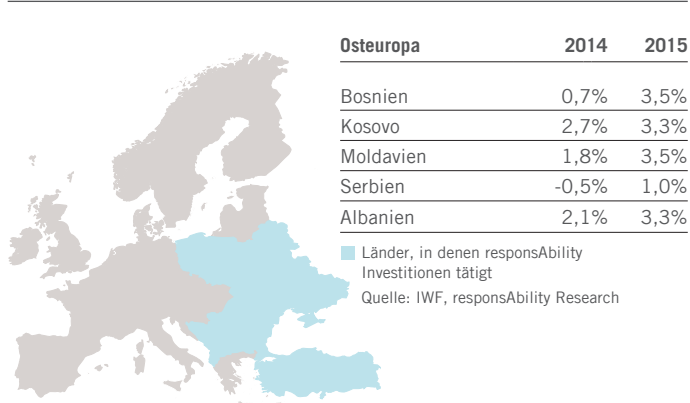 Osteuropa 2014 2015
Bosnien 0,7% 3,5%
Kosovo 2,7% 3,3%
Moldavien 1,8% 3,5%
Serbien -0,5% 1,0%
Albanien 2,1% 3,3%
Länder, in denen responsAbility
Investitionen tätigt
Quelle: IWF, responsAbility Research